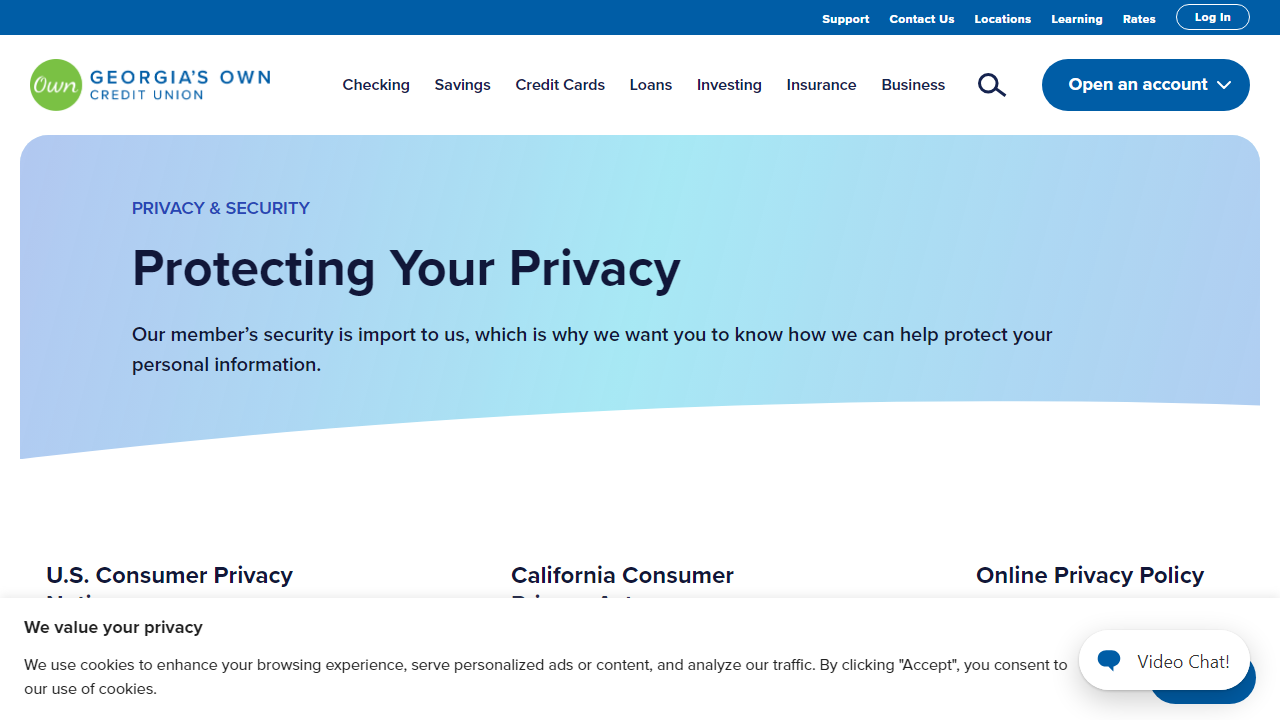 Support Contact Us Locations Learning Rates Log In
Own GEORGIA'S OWN
CREDIT UNION
Checking Savings Credit Cards Loans Investing Insurance Business Open an account
PRIVACY & SECURITY
Protecting Your Privacy
Our member’s security is import to us, which is why we want you to know how we can help protect your
personal information.
U.S. Consumer Privacy California Consumer Online Privacy Policy
We value your privacy
We use cookies to enhance your browsing experience, serve personalized ads or content, and analyze our traffic. By clicking "Accept", you consent to
our use of cookies.
Video Chat!